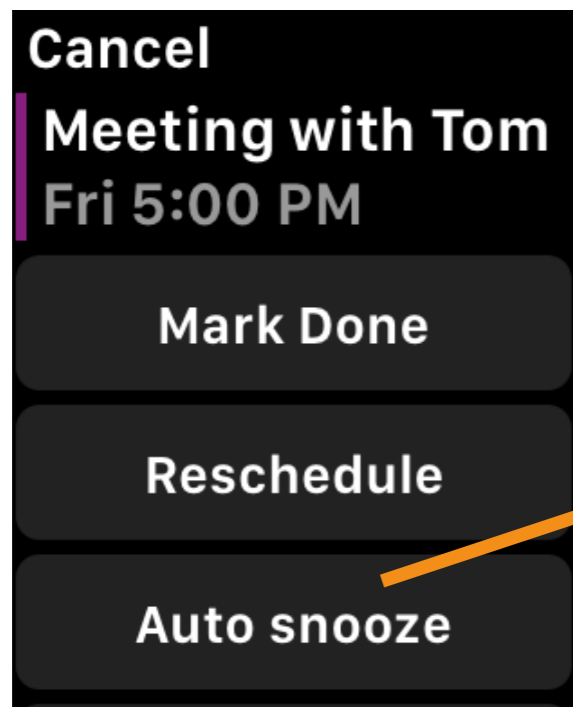 Cancel
Meeting with Tom
Fri 5:00 PM
Mark Done
Reschedule
Auto snooze